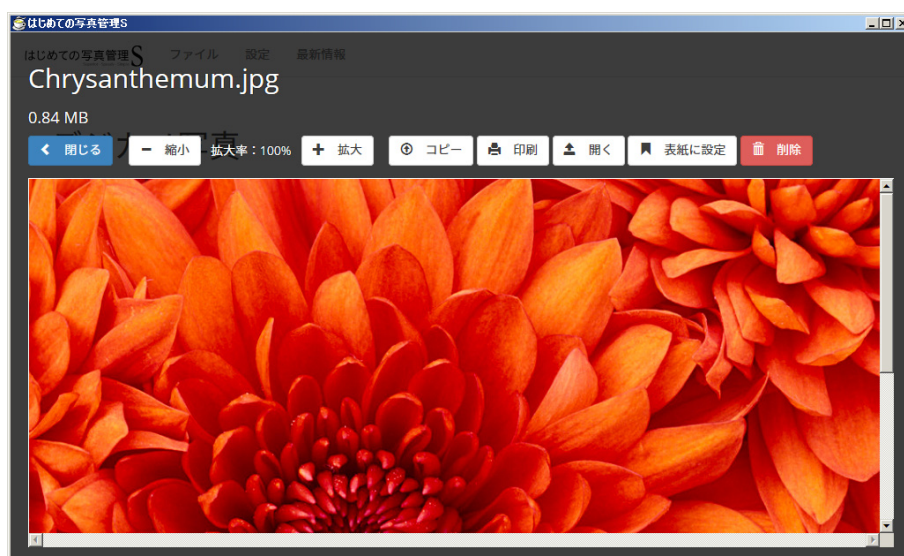 はじめての写真管理S
はじめての写真管理S ファイル 設定 最新情報
Chrysanthemum.jpg
0.84 MB
閉じる 縮小 拡大率：100% 拡大 コピー 印刷 開く 表紙に設定 削除